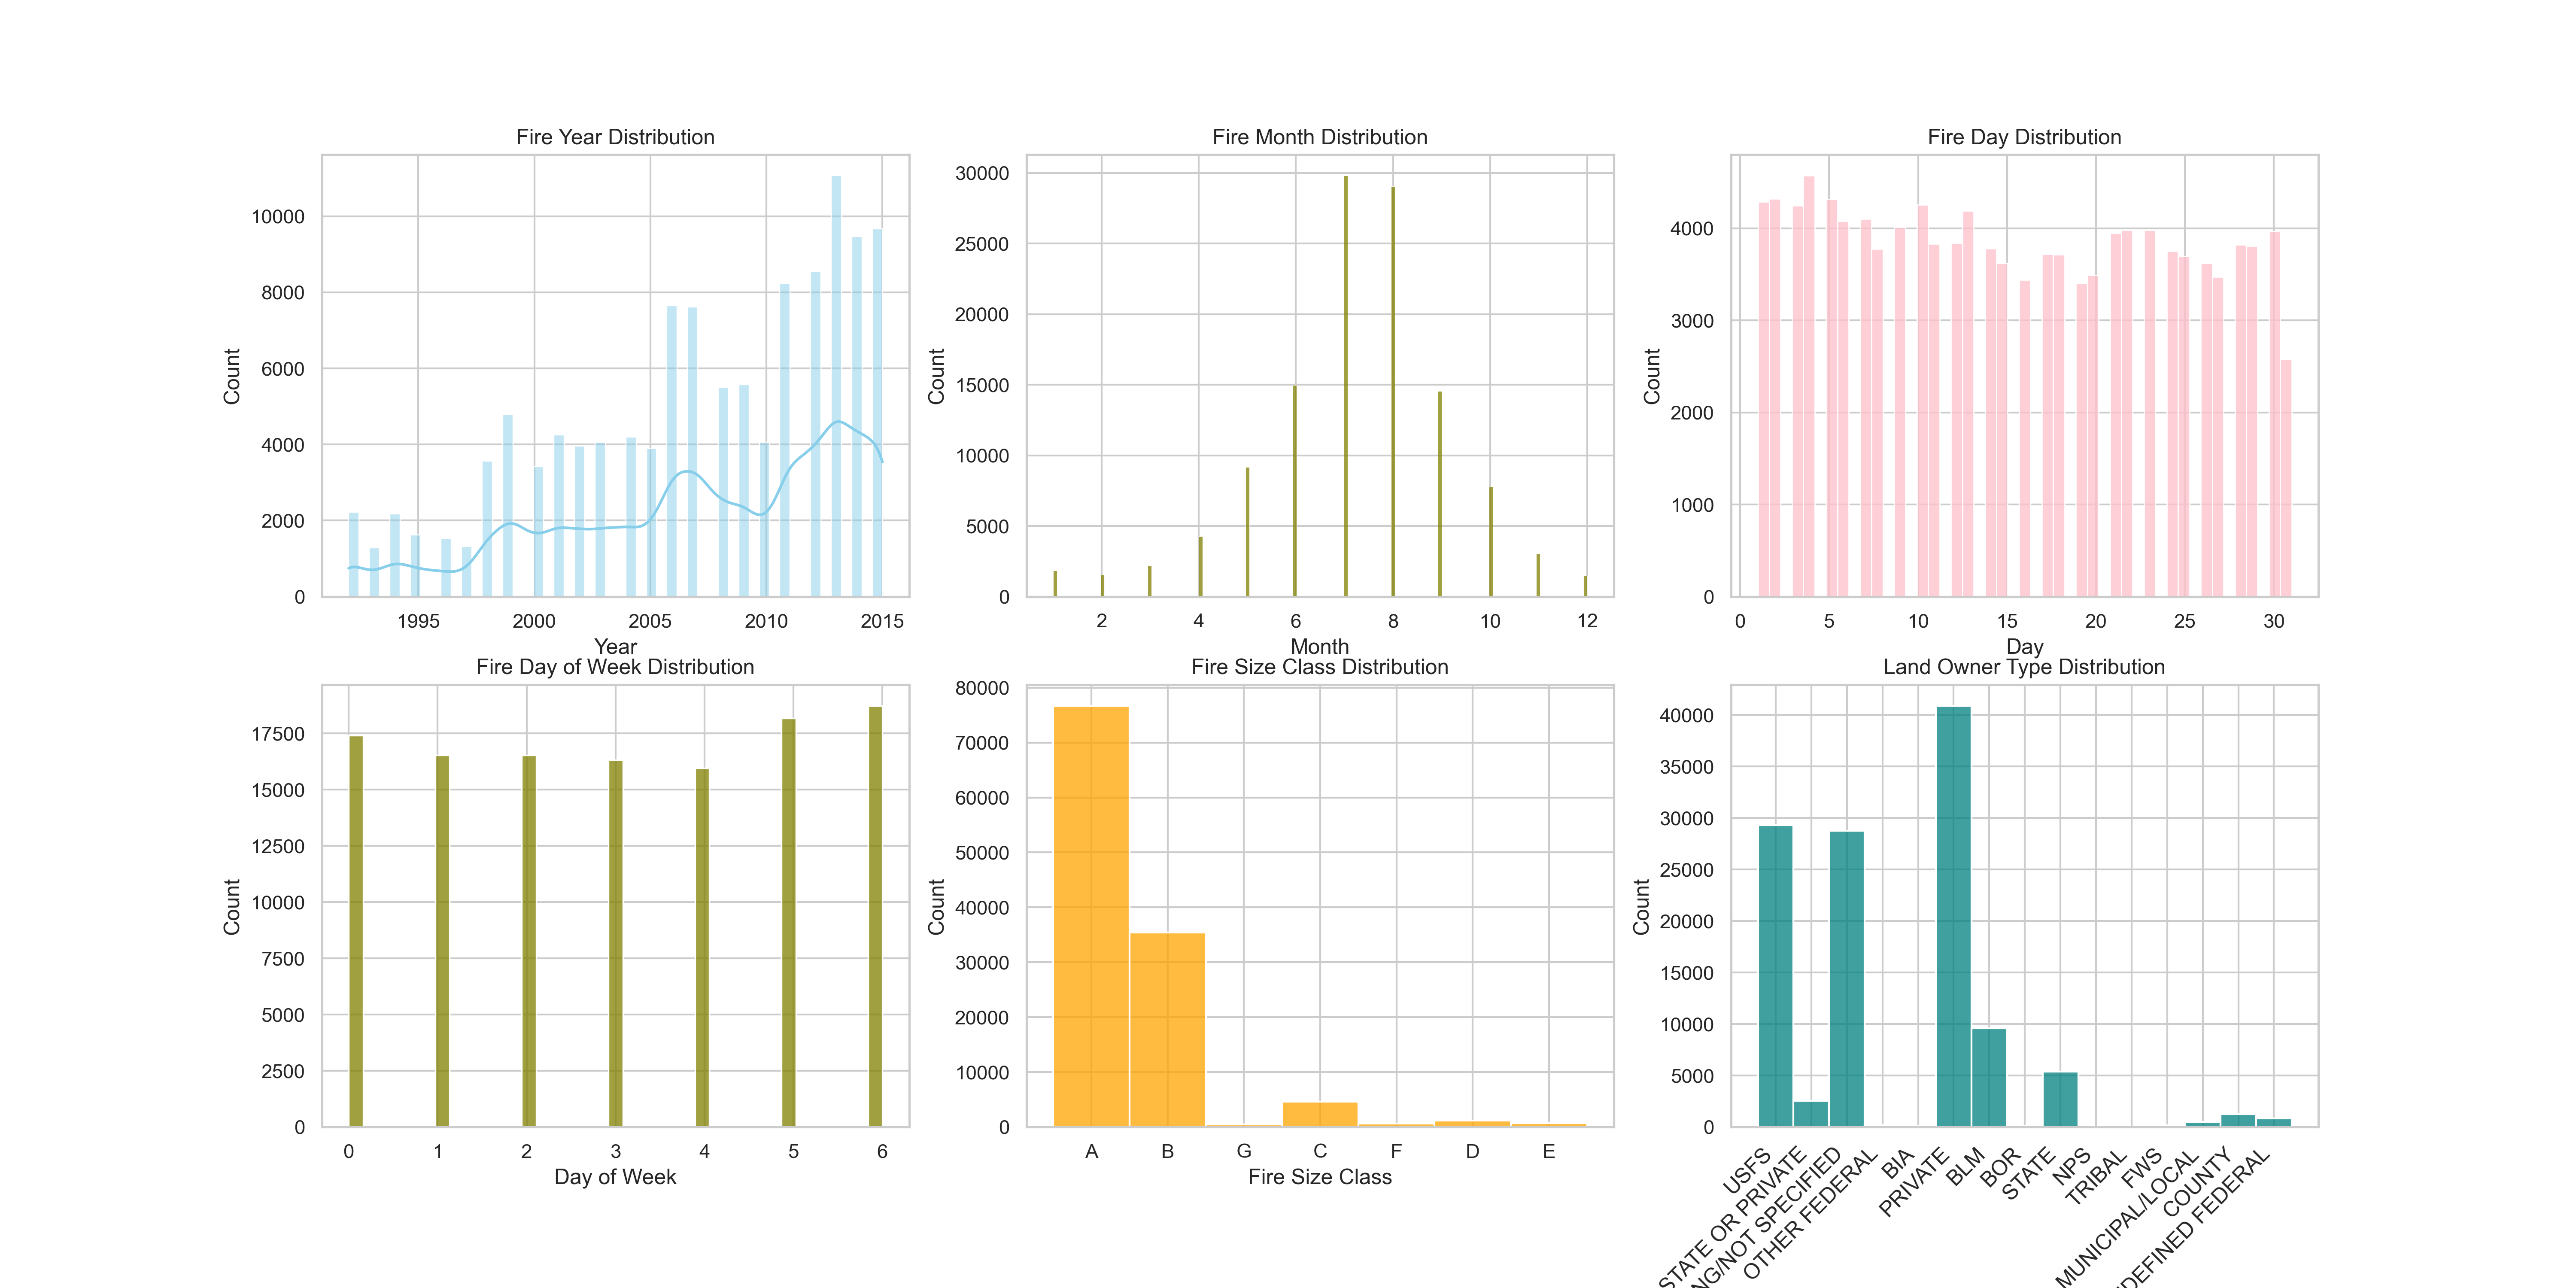 Fire Year Distribution
Count
10000
8000
6000
4000
2000
0
1995 2000 2005 2010 2015
Year
Fire Month Distribution
Count
30000
25000
20000
15000
10000
5000
0
2 4 6 8 10 12
Month
Fire Day Distribution
Count
4000
3000
2000
1000
0
0 5 10 15 20 25 30
Day
Fire Day of Week Distribution
Count
17500
15000
12500
10000
7500
5000
2500
0
0 1 2 3 4 5 6
Day of Week
Fire Size Class Distribution
Count
80000
70000
60000
50000
40000
30000
20000
10000
0
A B G C F D E
Fire Size Class
Land Owner Type Distribution
Count
40000
35000
30000
25000
20000
15000
10000
5000
0
USFS
STATE OR PRIVATE
NG/NOT SPECIFIED
OTHER FEDERAL
BIA
PRIVATE
BLM
BOR
STATE
NPS
TRIBAL
FWS
MUNICIPAL/LOCAL
COUNTY
DEFINED FEDERAL